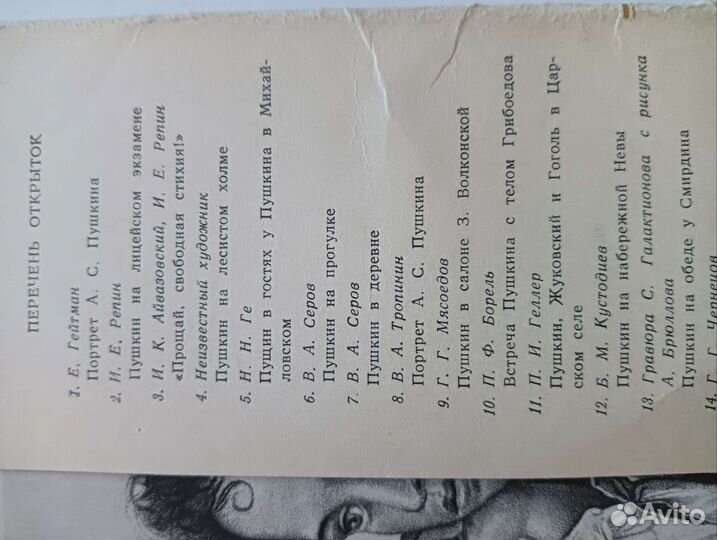 ПЕРЕЧЕНЬ ОТКРЫТОК
1. Е. Гейтман
Портрет А. С. Пушкина
2. И. Е. Репин
Пушкин на лицейском экзамене
3. И. К. Айвазовский, И. Е. Репин
«Прощай, свободная стихия!»
4. Неизвестный художник
Пушкин на лесистом холме
5. Н. Н. Ге
Пущин в гостях у Пушкина в Михай-
ловском
6. В. А. Серов
Пушкин на прогулке
7. В. А. Серов
Пушкин в деревне
8. В. А. Тропинин
Портрет А. С. Пушкина
9. Г. Г. Мясоедов
Пушкин в салоне З. Волконской
10. П. Ф. Борель
Встреча Пушкина с телом Грибоедова
11. П. И. Геллер
Пушкин, Жуковский и Гоголь в Цар-
ском селе
12. Б. М. Кустодиев
Пушкин на набережной Невы
13. Гравюра С. Галактионова с рисунка
А. Брюллова
Пушкин на обеде у Смирдина
14. Г. Г. Чернецов
Avito